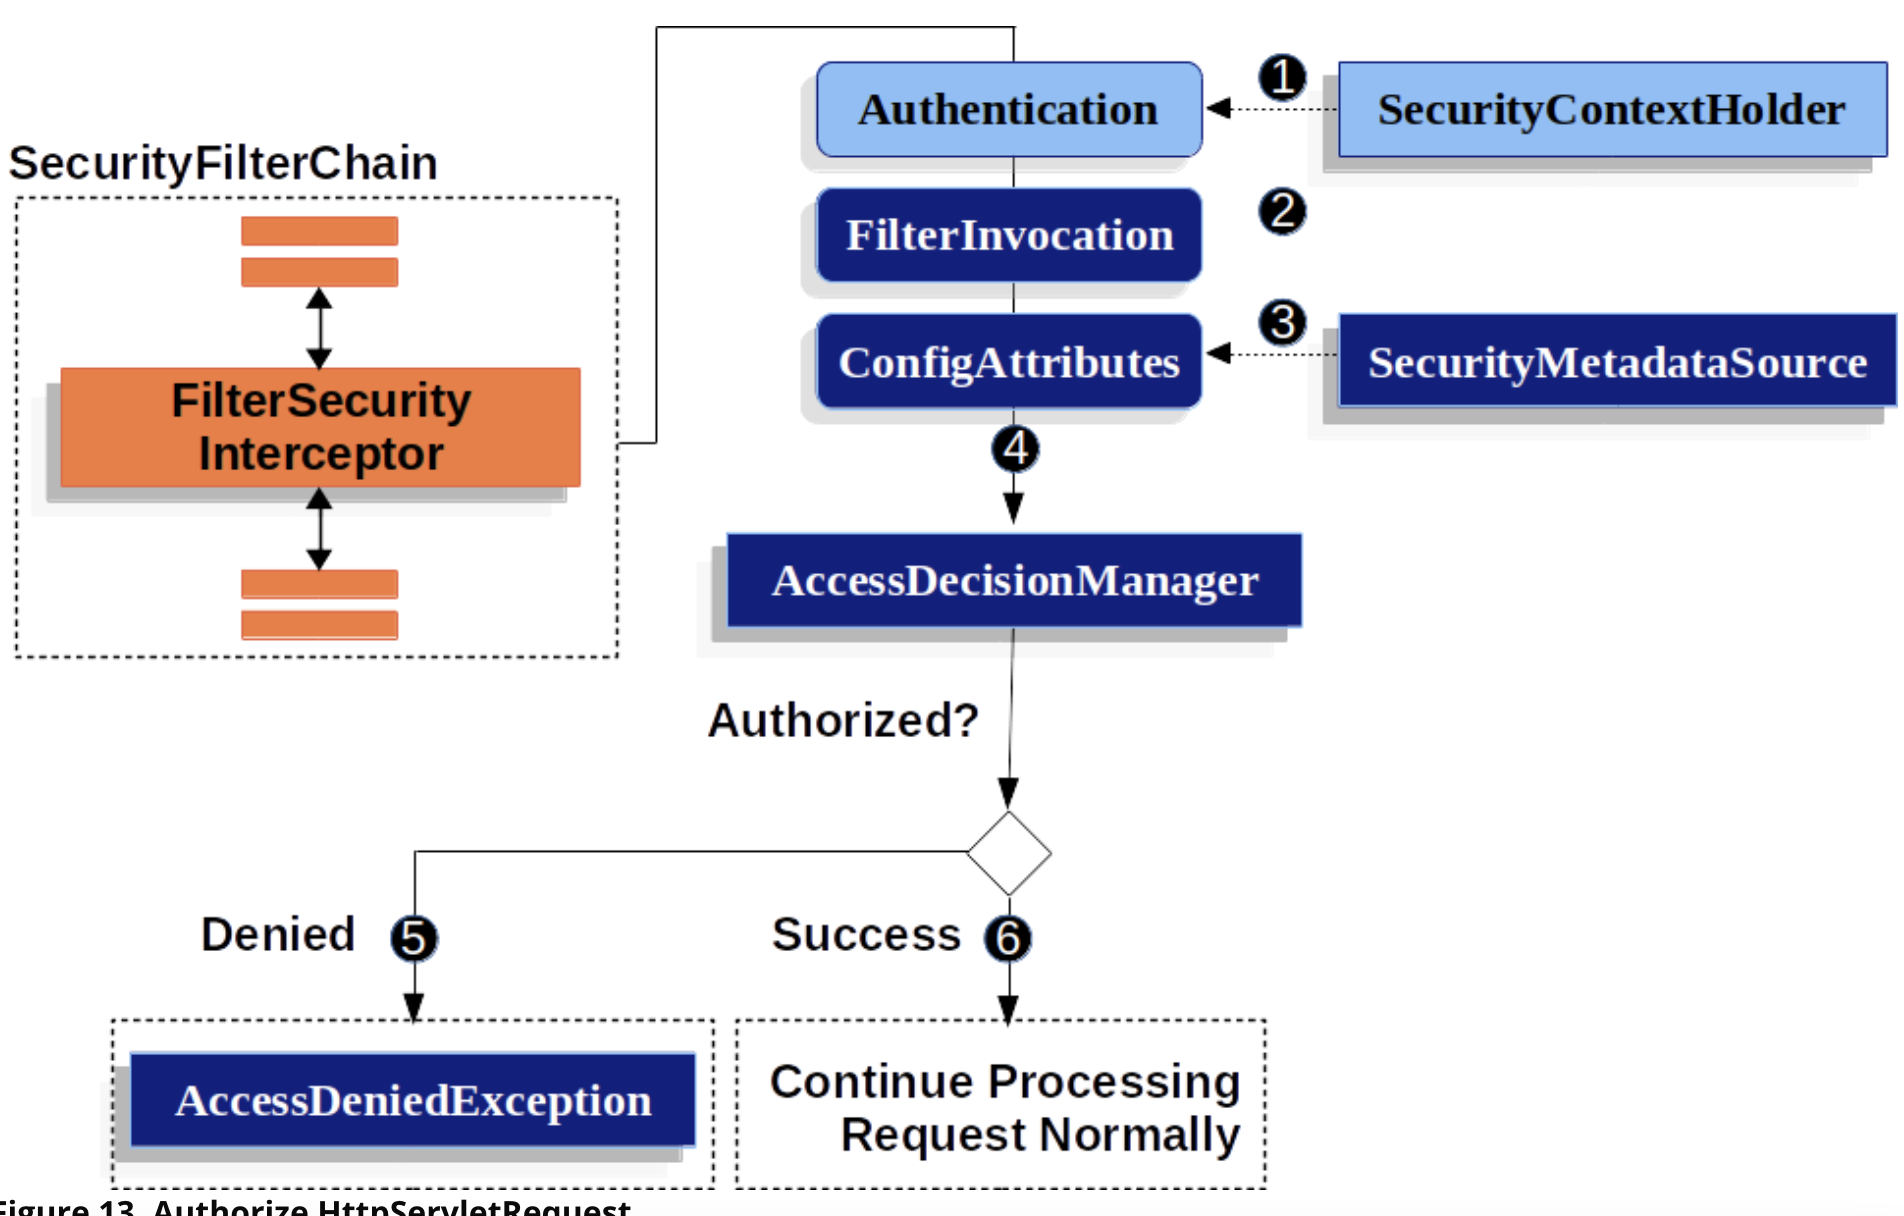 Authentication
1
SecurityContextHolder
SecurityFilterChain
FilterInvocation
2
ConfigAttributes
3
SecurityMetadataSource
FilterSecurity
Interceptor
4
AccessDecisionManager
Authorized?
Denied
5
Success
6
AccessDeniedException
Continue Processing
Request Normally
Figure 13. Authorize HttpServletRequest